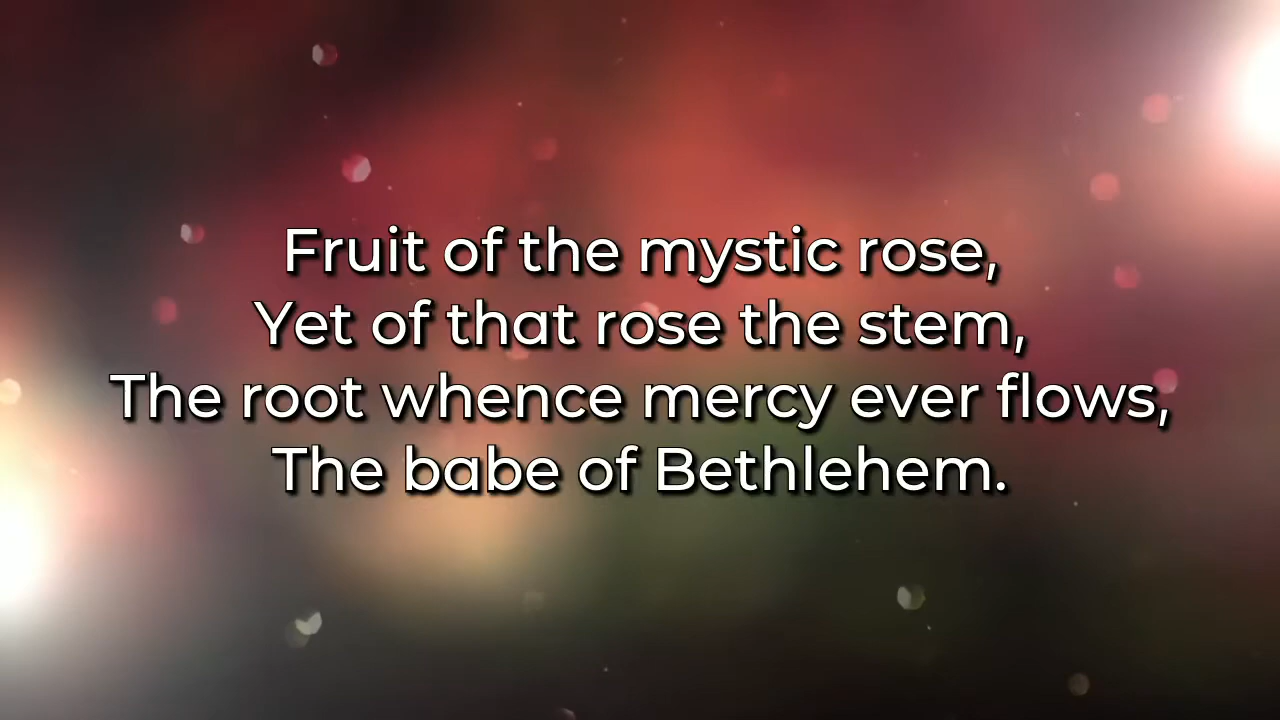 Fruit of the mystic rose,
Yet of that rose the stem,
The root whence mercy ever flows,
The babe of Bethlehem.